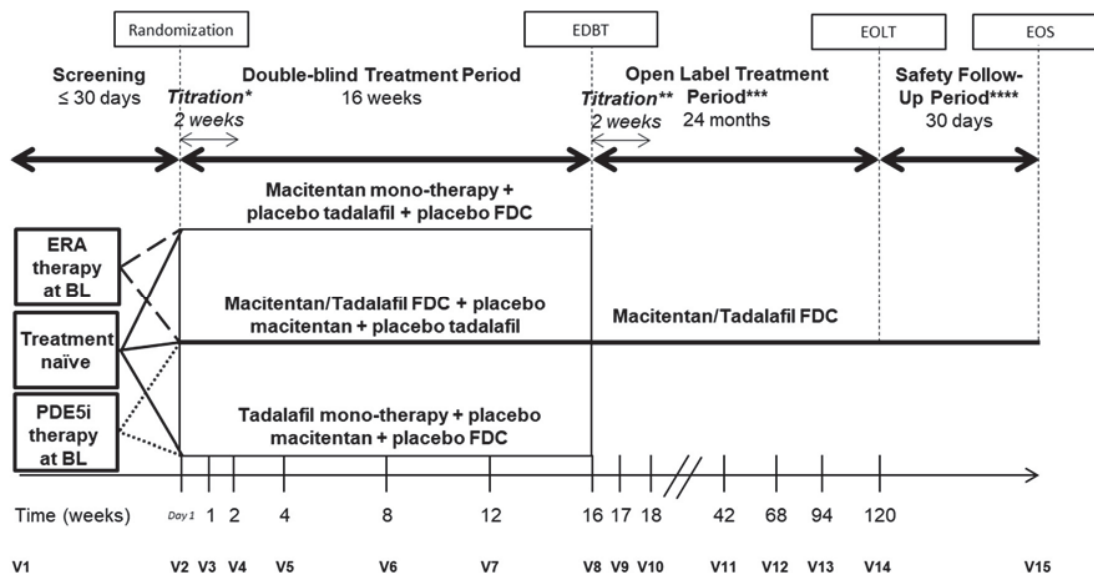 Randomization
EDBT
EOLT
EOS
Screening
≤ 30 days
Double-blind Treatment Period
16 weeks
Titration*
2 weeks
Open Label Treatment
Period***
24 months
Titration**
2 weeks
Safety Follow-
Up Period****
30 days
Macitentan mono-therapy +
placebo tadalafil + placebo FDC
ERA
therapy
at BL
Macitentan/Tadalafil FDC + placebo
macitentan + placebo tadalafil
Macitentan/Tadalafil FDC
Treatment
naïve
PDE5i
therapy
at BL
Tadalafil mono-therapy + placebo
macitentan + placebo FDC
Time (weeks) Day 1 1 2 4 8 12 16 17 18 42 68 94 120
V1 V2 V3 V4 V5 V6 V7 V8 V9 V10 V11 V12 V13 V14 V15